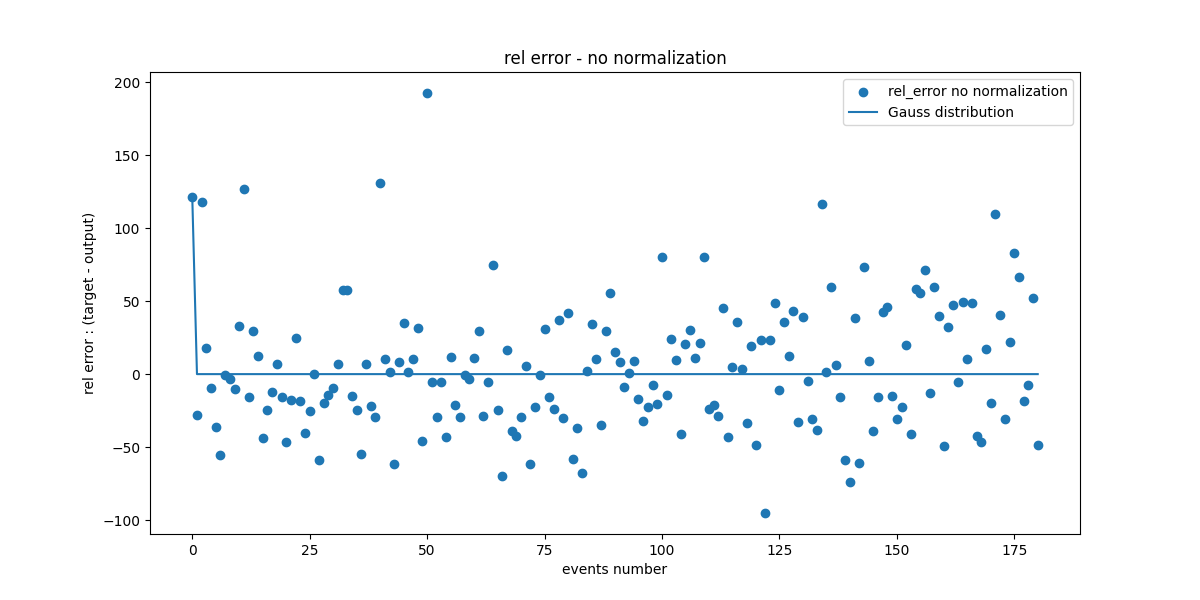 rel error - no normalization
rel_error no normalization
Gauss distribution
200
150
100
50
0
−50
−100
rel error : (target - output)
0 25 50 75 100 125 150 175
events number